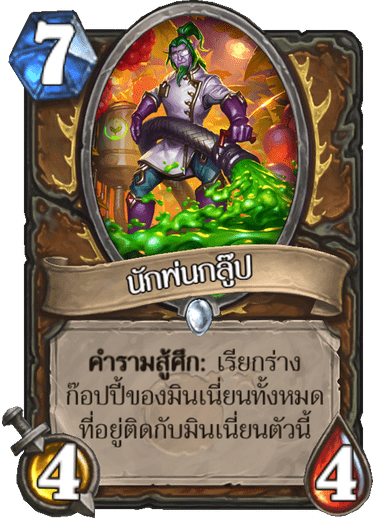 7
นักพ่นกลู๊ป
คำรามสู้ศึก: เรียกร่าง
ก๊อปปี้ของมินเนี่ยนทั้งหมด
ที่อยู่ติดกับมินเนี่ยนตัวนี้
4
4